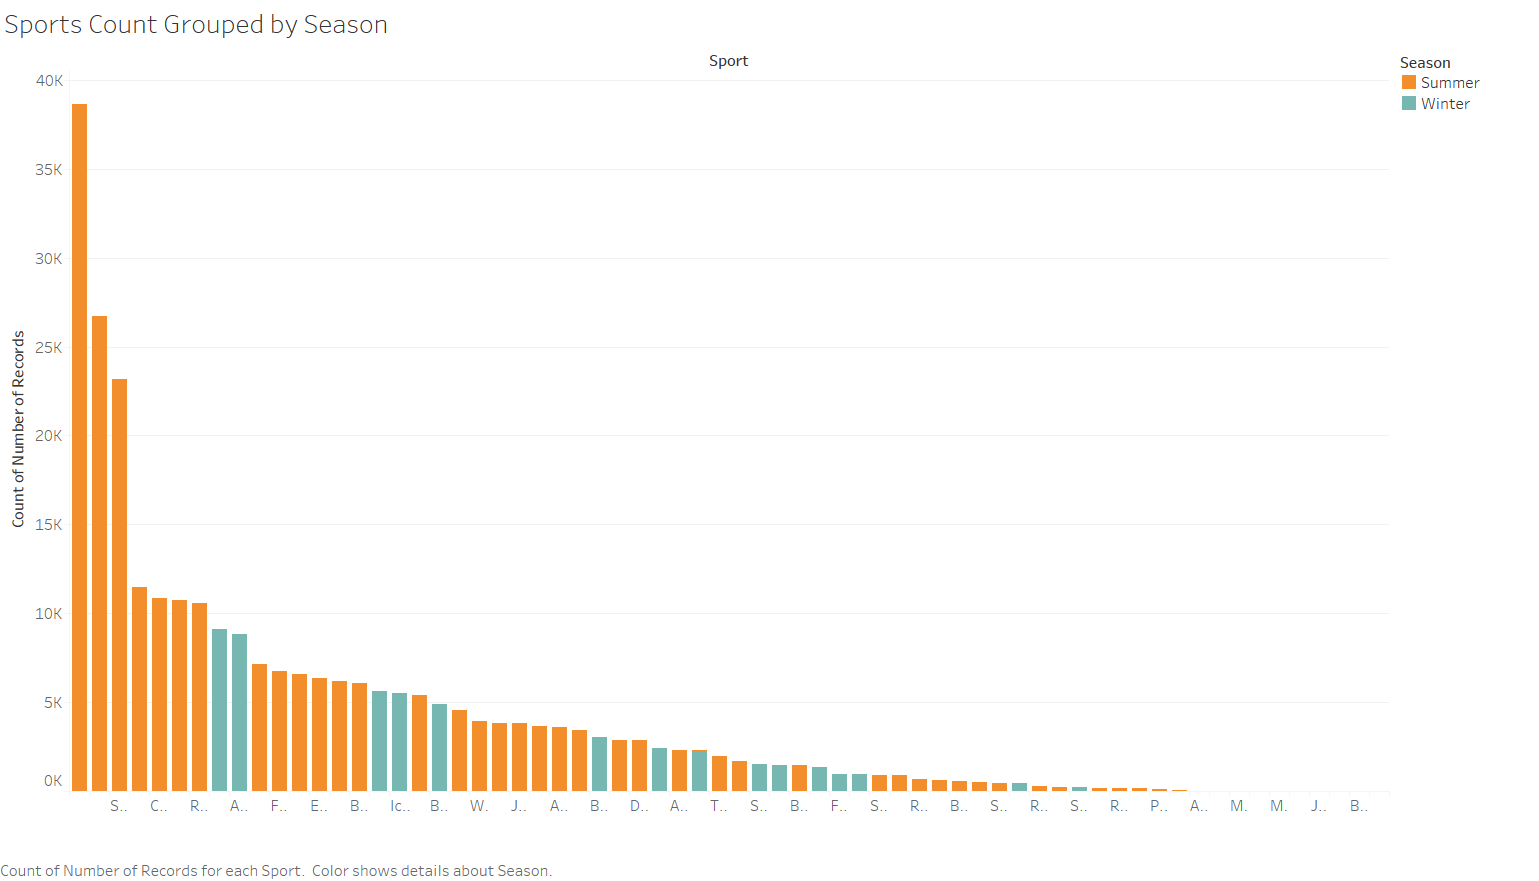 Sports Count Grouped by Season
Sport
Season
Summer
Winter
Count of Number of Records
40K
35K
30K
25K
20K
15K
10K
5K
0K
S.. C.. R.. A.. F.. E.. B.. Ic.. B.. W. J.. A.. B.. D.. A.. T.. S.. B.. F.. S.. R.. B.. S.. R.. S.. R.. P.. A.. M. M. J.. B..
Count of Number of Records for each Sport.  Color shows details about Season.